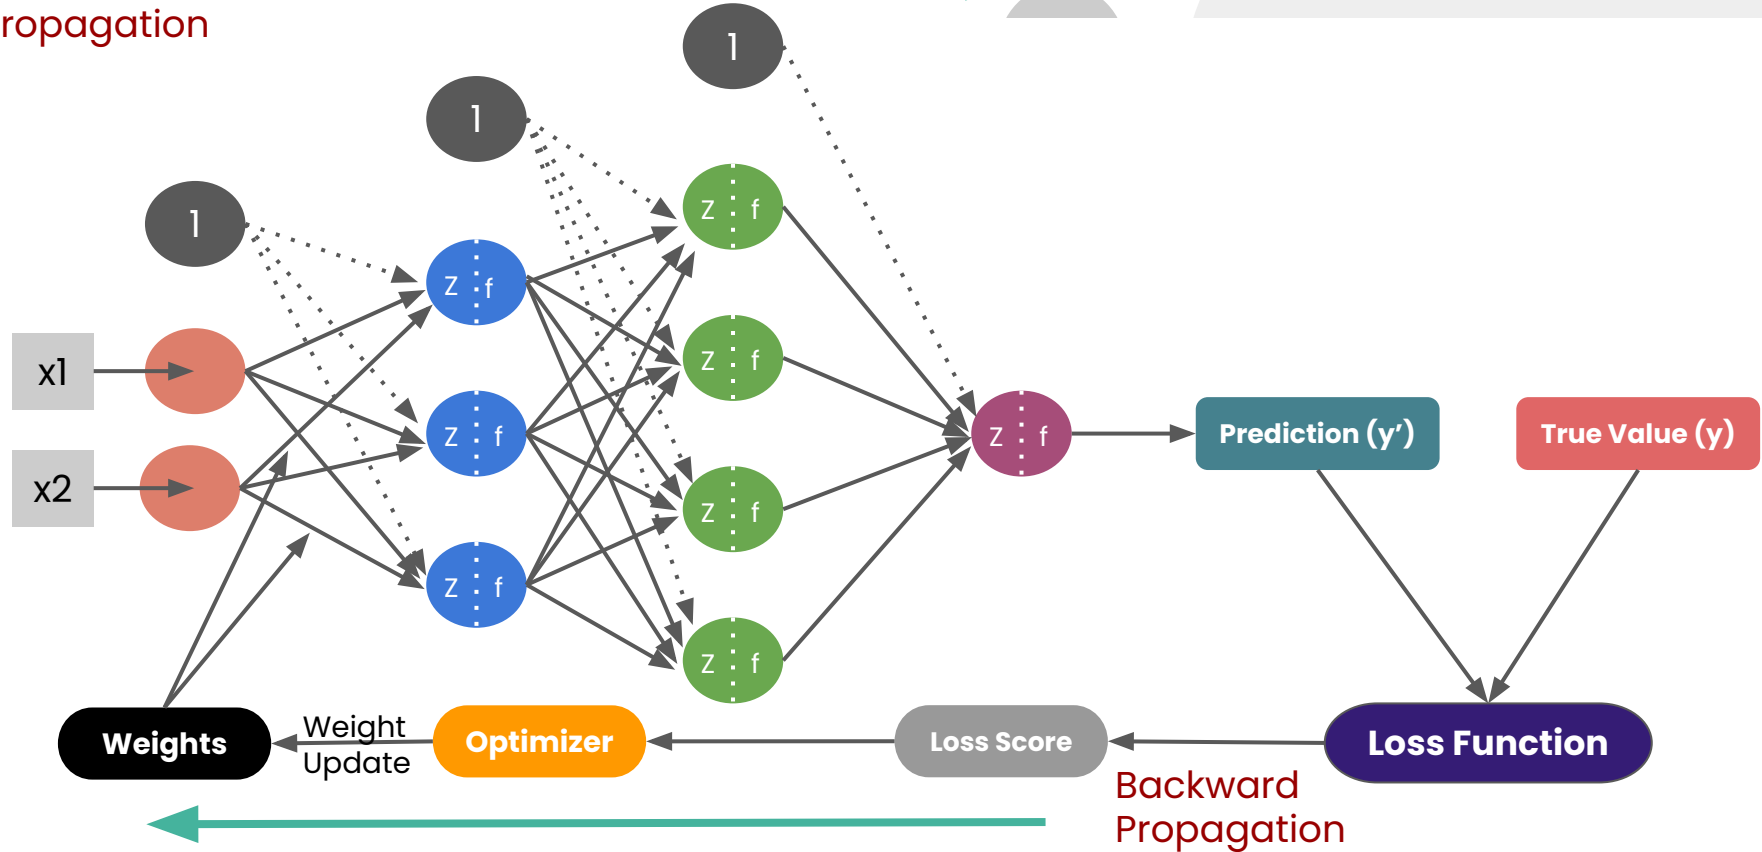 ropagation
1
1
1
Z f
Z f
Z f
Z f
Z f
Z f
Z f
Z f
x1
x2
Prediction (y’)
True Value (y)
Weights
Weight
Update
Optimizer
Loss Score
Loss Function
Backward
Propagation